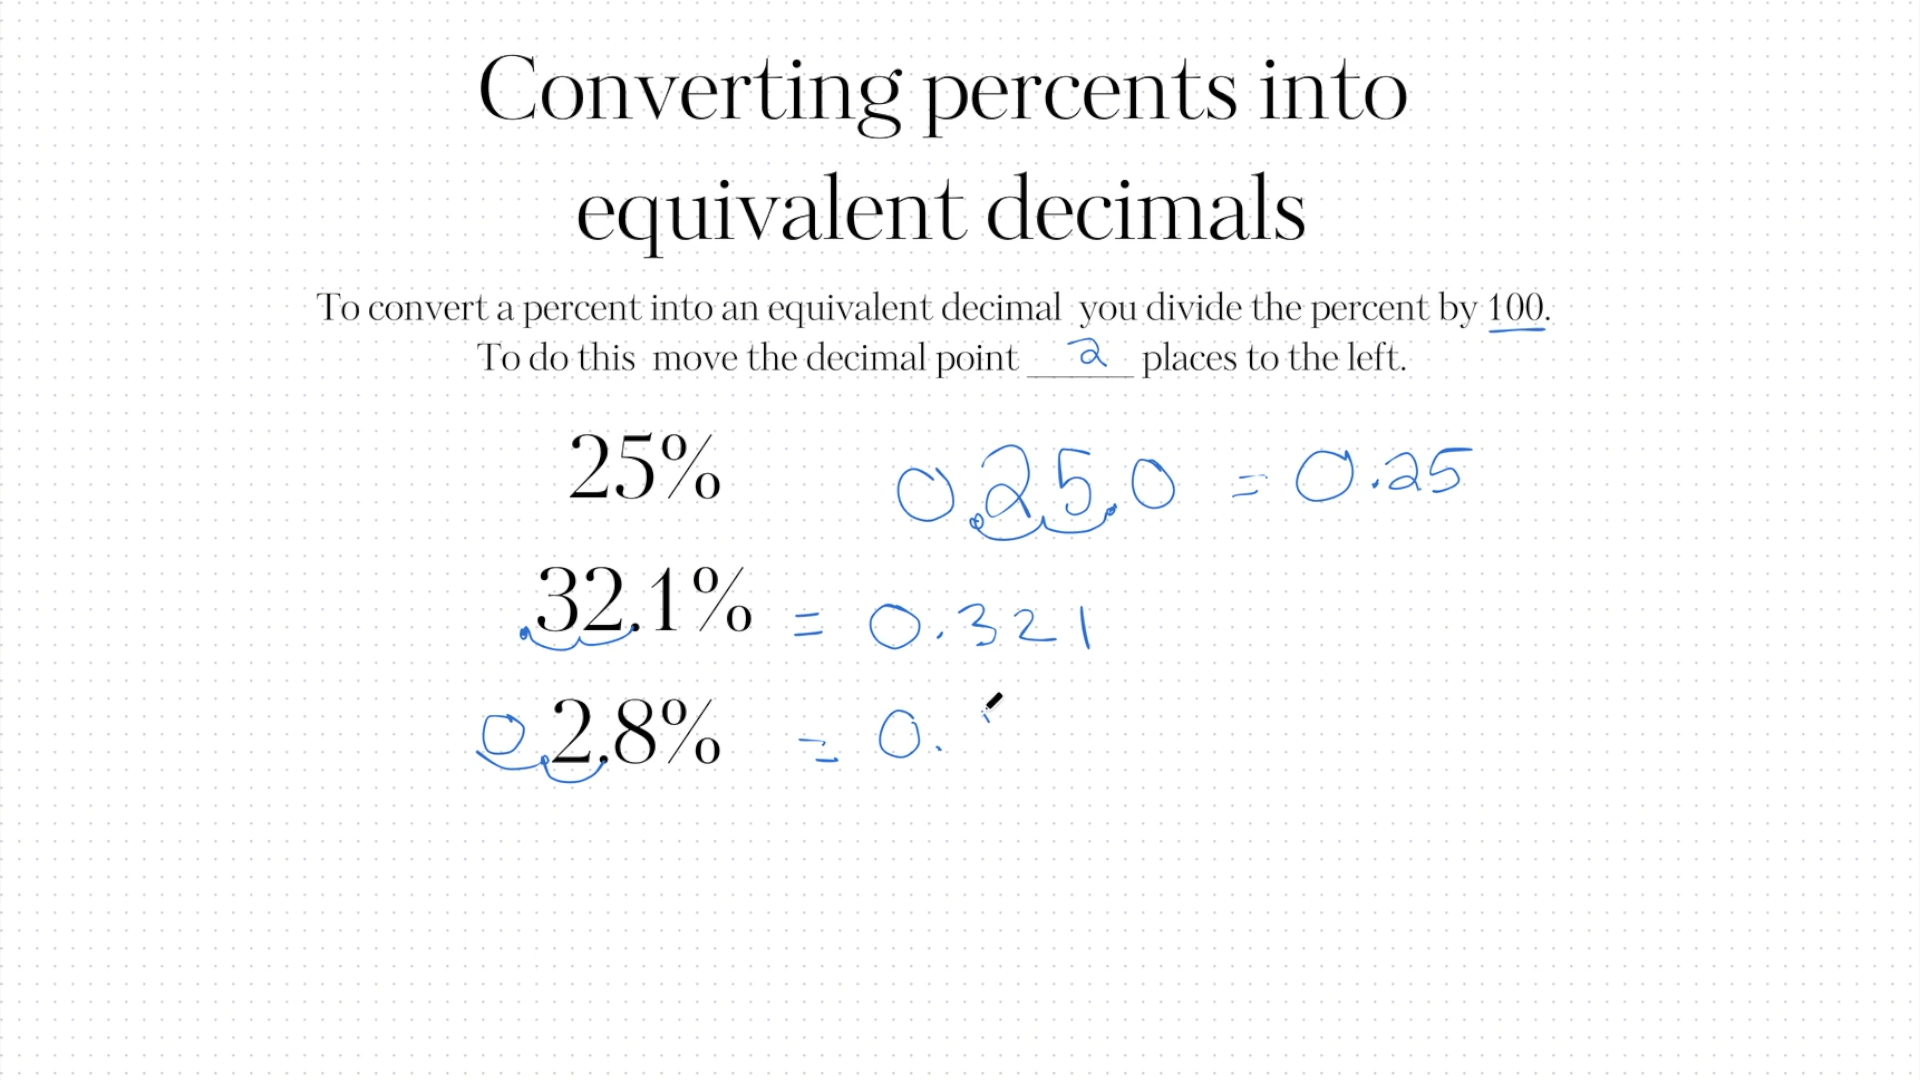 Converting percents into
equivalent decimals
To convert a percent into an equivalent decimal you divide the percent by 100.
To do this move the decimal point 2 places to the left.
25% 0.25.0 = 0.25
.32.1% = 0.321
0.2.8% = 0.